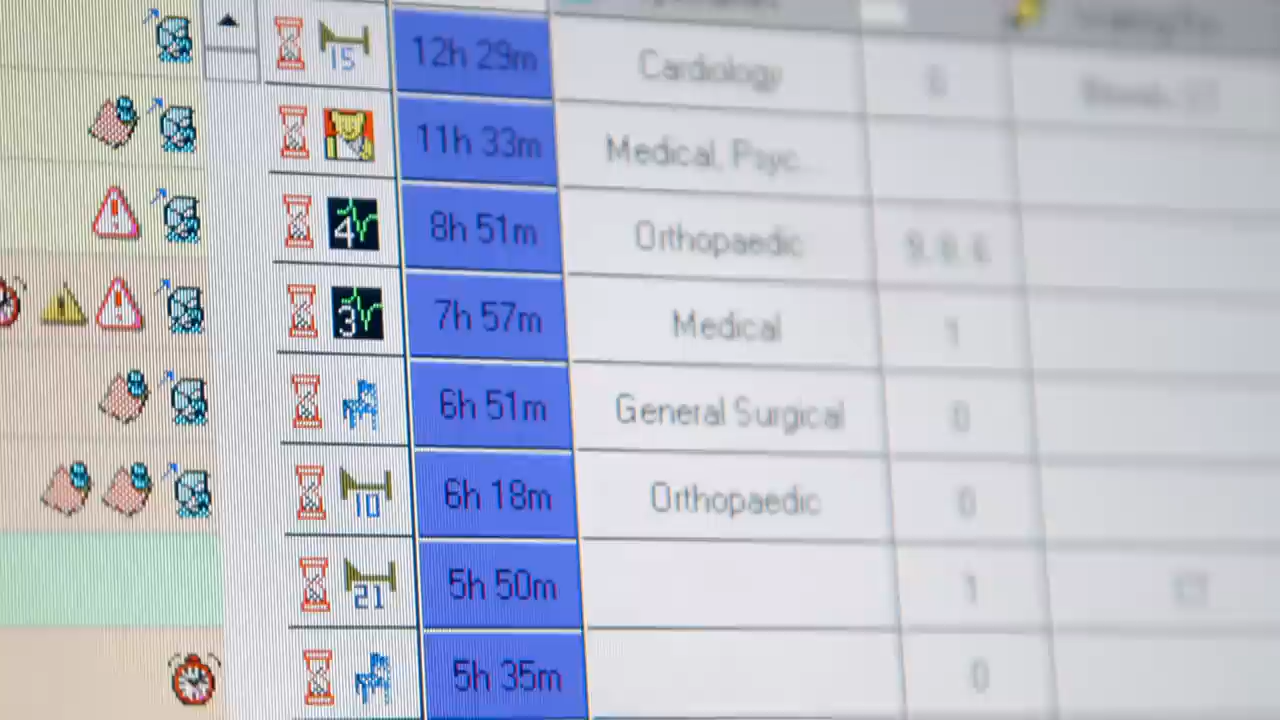 15 12h 29m Cardiology
11h 33m Medical, Psyc...
4 8h 51m Orthopaedic
3 7h 57m Medical 1
6h 51m General Surgical 0
10 6h 18m Orthopaedic 0
21 5h 50m 1
5h 35m 0